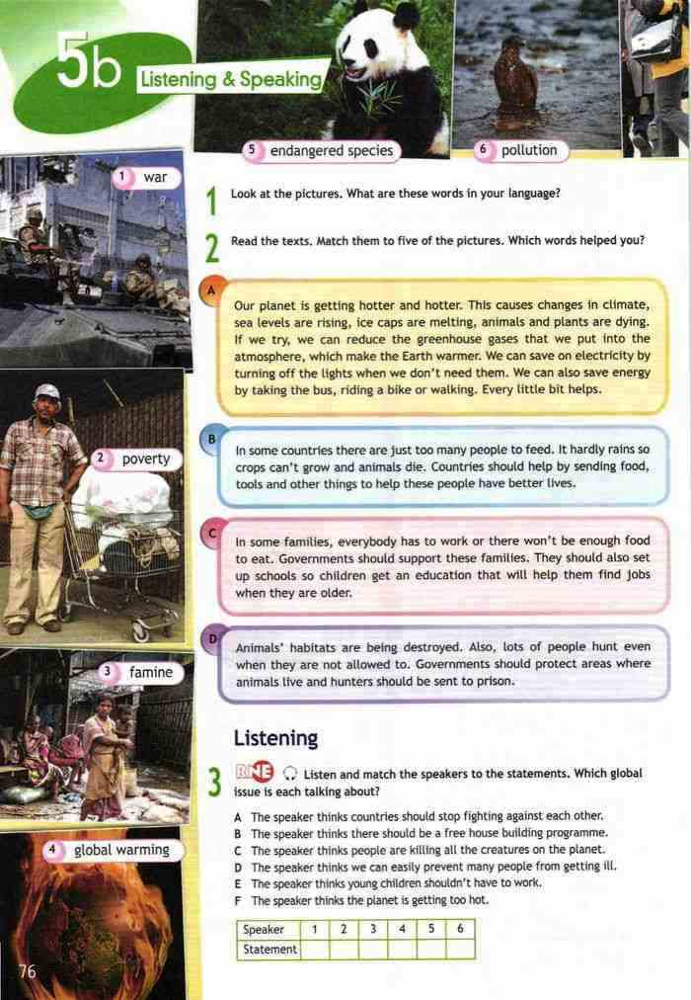 5b
Listening & Speaking
5 endangered species
6 pollution
1 war
1 Look at the pictures. What are these words in your language?
2 Read the texts. Match them to five of the pictures. Which words helped you?
A
Our planet is getting hotter and hotter. This causes changes in climate,
sea levels are rising, ice caps are melting, animals and plants are dying.
If we try, we can reduce the greenhouse gases that we put into the
atmosphere, which make the Earth warmer. We can save on electricity by
turning off the lights when we don't need them. We can also save energy
by taking the bus, riding a bike or walking. Every little bit helps.
2 poverty
B
In some countries there are just too many people to feed. It hardly rains so
crops can't grow and animals die. Countries should help by sending food,
tools and other things to help these people have better lives.
C
In some families, everybody has to work or there won't be enough food
to eat. Governments should support these families. They should also set
up schools so children get an education that will help them find jobs
when they are older.
3 famine
D
Animals' habitats are being destroyed. Also, lots of people hunt even
when they are not allowed to. Governments should protect areas where
animals live and hunters should be sent to prison.
Listening
3 RNE Listen and match the speakers to the statements. Which global
issue is each talking about?
A The speaker thinks countries should stop fighting against each other.
B The speaker thinks there should be a free house building programme.
C The speaker thinks people are killing all the creatures on the planet.
D The speaker thinks we can easily prevent many people from getting ill.
E The speaker thinks young children shouldn't have to work.
F The speaker thinks the planet is getting too hot.
4 global warming
Speaker 1 2 3 4 5 6
Statement
76